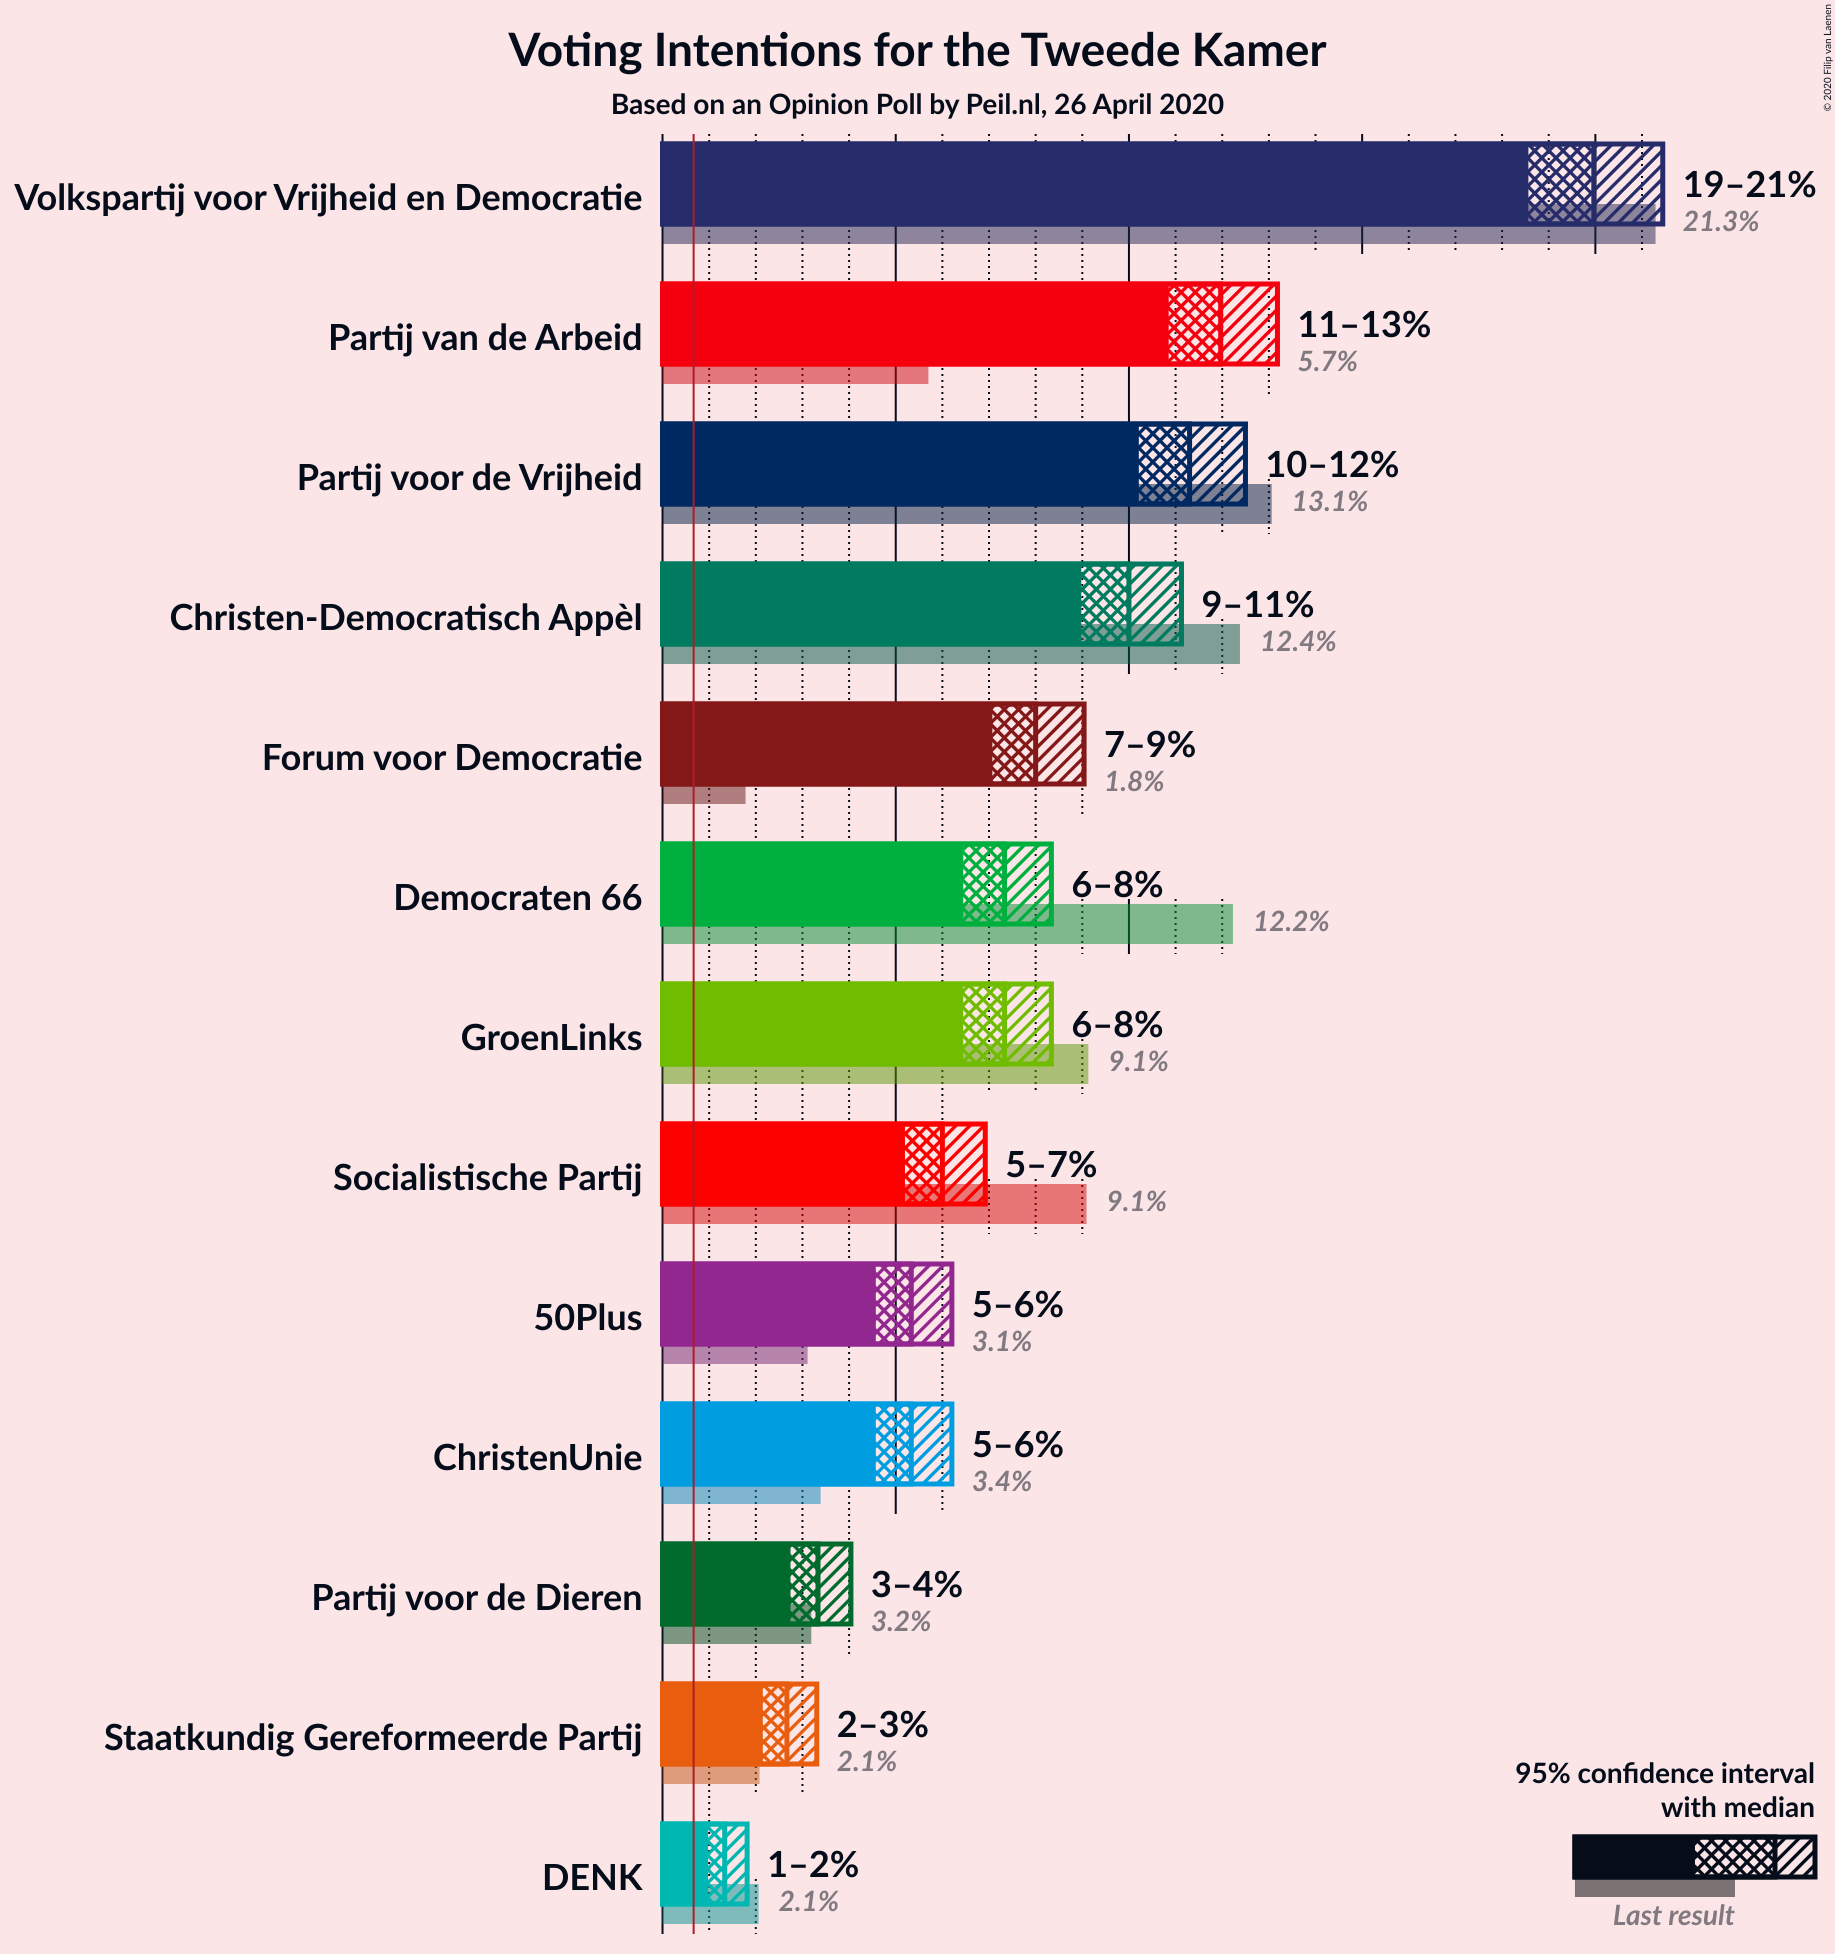 Voting Intentions for the Tweede Kamer
Based on an Opinion Poll by Peil.nl, 26 April 2020
© 2020 Filip van Laenen
Volkspartij voor Vrijheid en Democratie
19–21%
21.3%
Partij van de Arbeid
11–13%
5.7%
Partij voor de Vrijheid
10–12%
13.1%
Christen-Democratisch Appèl
9–11%
12.4%
Forum voor Democratie
7–9%
1.8%
Democraten 66
6–8%
12.2%
GroenLinks
6–8%
9.1%
Socialistische Partij
5–7%
9.1%
50Plus
5–6%
3.1%
ChristenUnie
5–6%
3.4%
Partij voor de Dieren
3–4%
3.2%
Staatkundig Gereformeerde Partij
2–3%
2.1%
DENK
1–2%
2.1%
95% confidence interval
with median
Last result